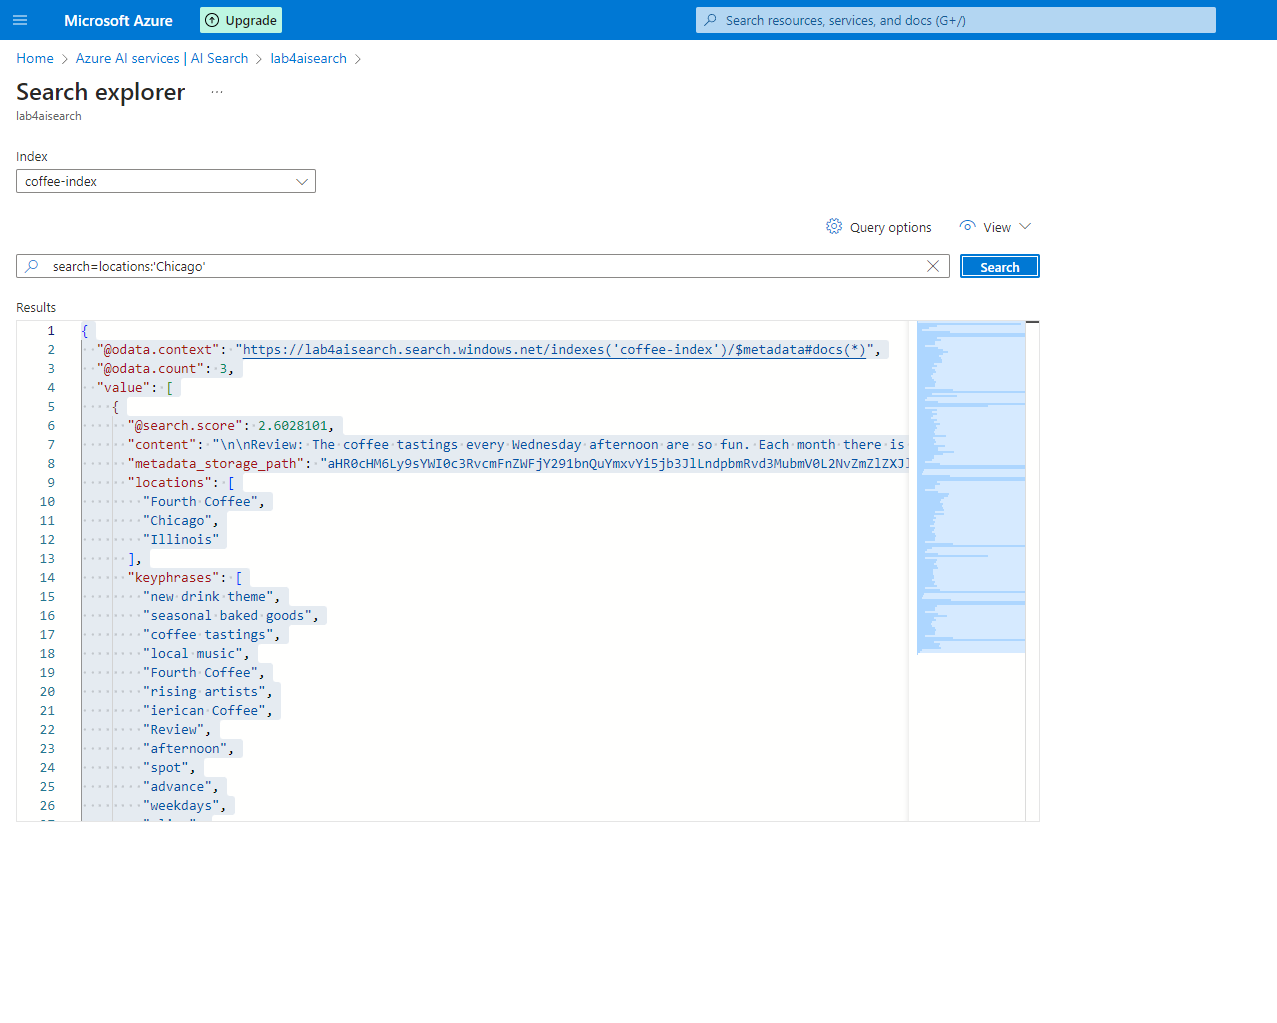 Microsoft Azure
Upgrade
Search resources, services, and docs (G+/)
Home > Azure AI services | AI Search > lab4aisearch >
Search explorer ...
lab4aisearch
Index
coffee-index
Query options
View
search=locations:'Chicago'
Search
Results
1 {
2 "@odata.context": "https://lab4aisearch.search.windows.net/indexes('coffee-index')/$metadata#docs(*)",
3 "@odata.count": 3,
4 "value": [
5 {
6 "@search.score": 2.6028101,
7 "content": "\n\nReview: The coffee tastings every Wednesday afternoon are so fun. Each month there is
8 "metadata_storage_path": "aHR0cHM6Ly9sYWI0c3RvcmFnZWFjY291bnQuYmxvYi5jb3JlLndpbmRvd3MubmV0L2NvZmZlZXJl
9 "locations": [
10 "Fourth Coffee",
11 "Chicago",
12 "Illinois"
13 ],
14 "keyphrases": [
15 "new drink theme",
16 "seasonal baked goods",
17 "coffee tastings",
18 "local music",
19 "Fourth Coffee",
20 "rising artists",
21 "ierican Coffee",
22 "Review",
23 "afternoon",
24 "spot",
25 "advance",
26 "weekdays",